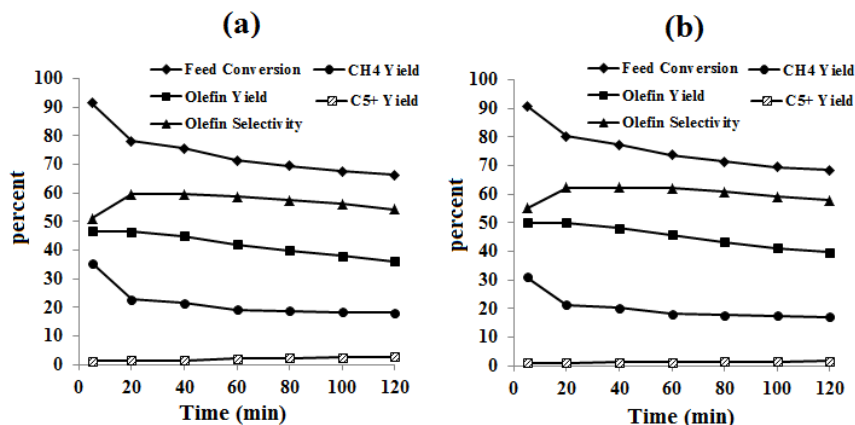 (a)
Feed Conversion
CH4 Yield
Olefin Yield
C5+ Yield
Olefin Selectivity
percent
100
90
80
70
60
50
40
30
20
10
0
0 20 40 60 80 100 120
Time (min)
(b)
Feed Conversion
CH4 Yield
Olefin Yield
C5+ Yield
Olefin Selectivity
percent
100
90
80
70
60
50
40
30
20
10
0
0 20 40 60 80 100 120
Time (min)